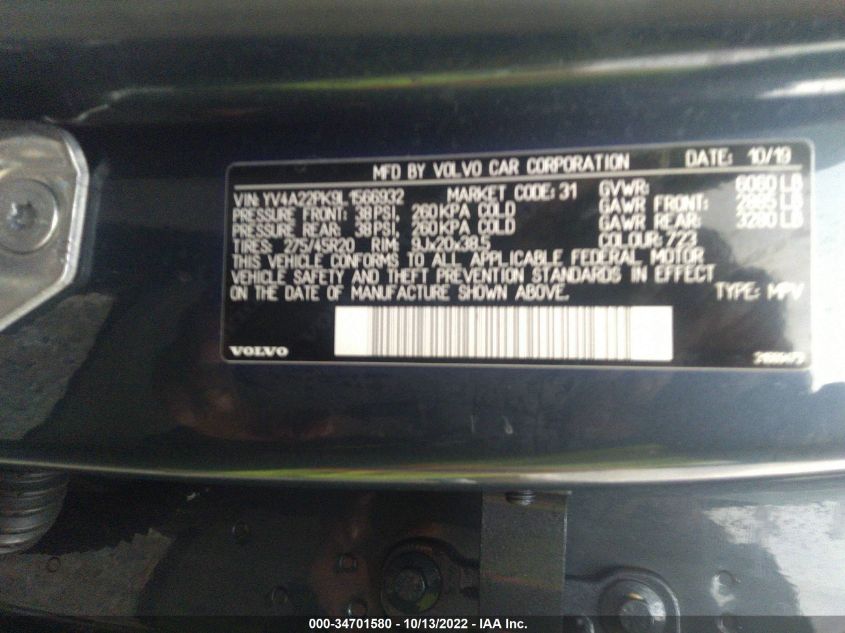 MFD BY VOLVO CAR CORPORATION DATE: 10/19
VIN: YV4A22PK9L1566932 MARKET CODE: 31 GVWR: 6060 LB
PRESSURE FRONT: 38 PSI, 260 KPA COLD GAWR FRONT: 2885 LB
PRESSURE REAR: 38 PSI, 260 KPA COLD GAWR REAR: 3280 LB
TIRES: 275/45R20 RIM: 9Jx20x38.5 COLOUR: 723
THIS VEHICLE CONFORMS TO ALL APPLICABLE FEDERAL MOTOR
VEHICLE SAFETY AND THEFT PREVENTION STANDARDS IN EFFECT
ON THE DATE OF MANUFACTURE SHOWN ABOVE. TYPE: MPV
VOLVO
000-34701580 - 10/13/2022 - IAA Inc.